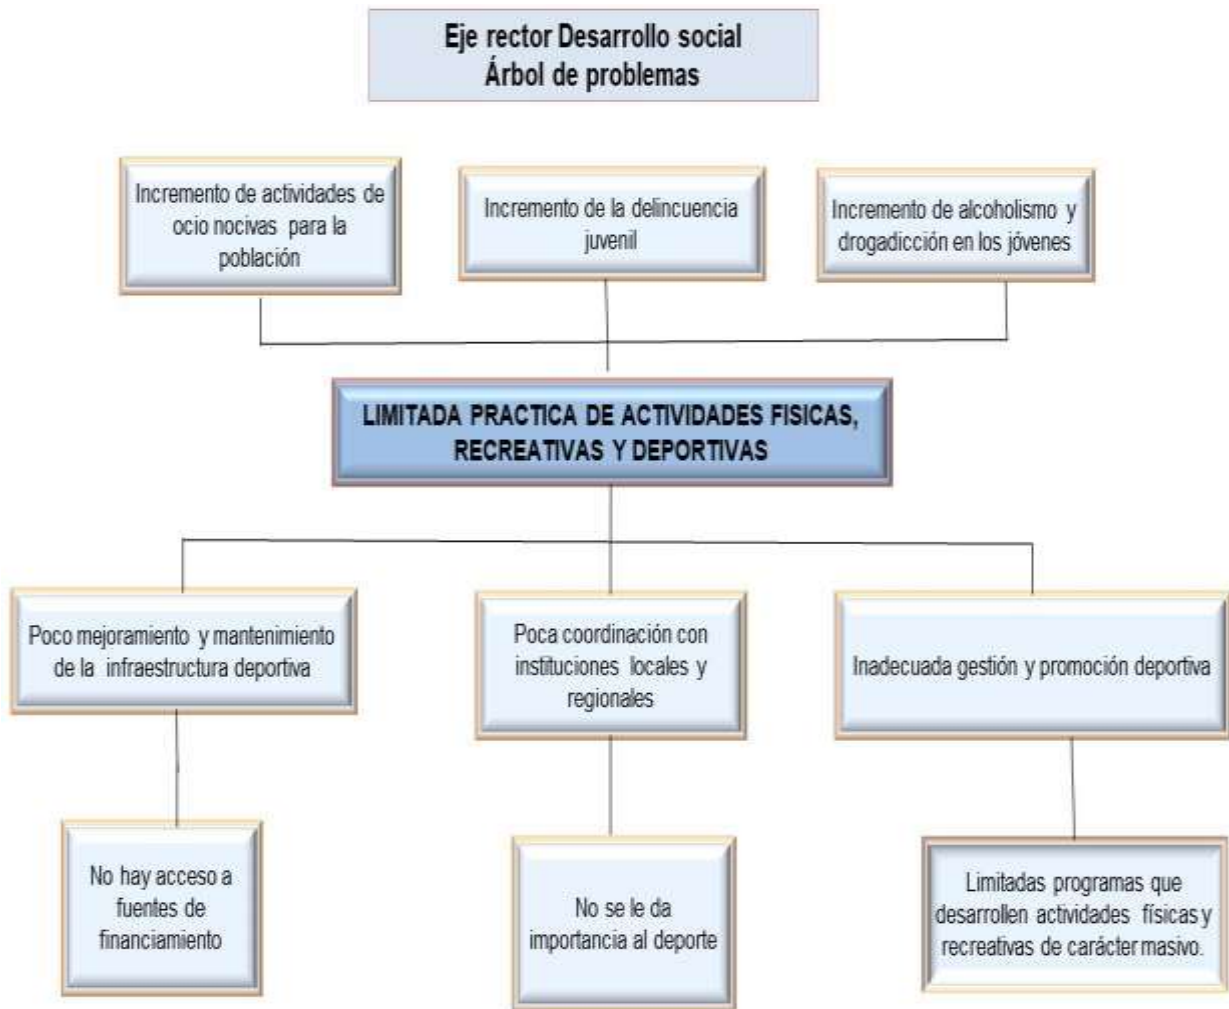 Eje rector Desarrollo social
Árbol de problemas
Incremento de actividades de
ocio nocivas para la
población
Incremento de la delincuencia
juvenil
Incremento de alcoholismo y
drogadicción en los jóvenes
LIMITADA PRACTICA DE ACTIVIDADES FISICAS,
RECREATIVAS Y DEPORTIVAS
Poco mejoramiento y mantenimiento
de la infraestructura deportiva
Poca coordinación con
instituciones locales y
regionales
Inadecuada gestión y promoción deportiva
No hay acceso a
fuentes de
financiamiento
No se le da
importancia al deporte
Limitadas programas que
desarrollen actividades físicas y
recreativas de carácter masivo.